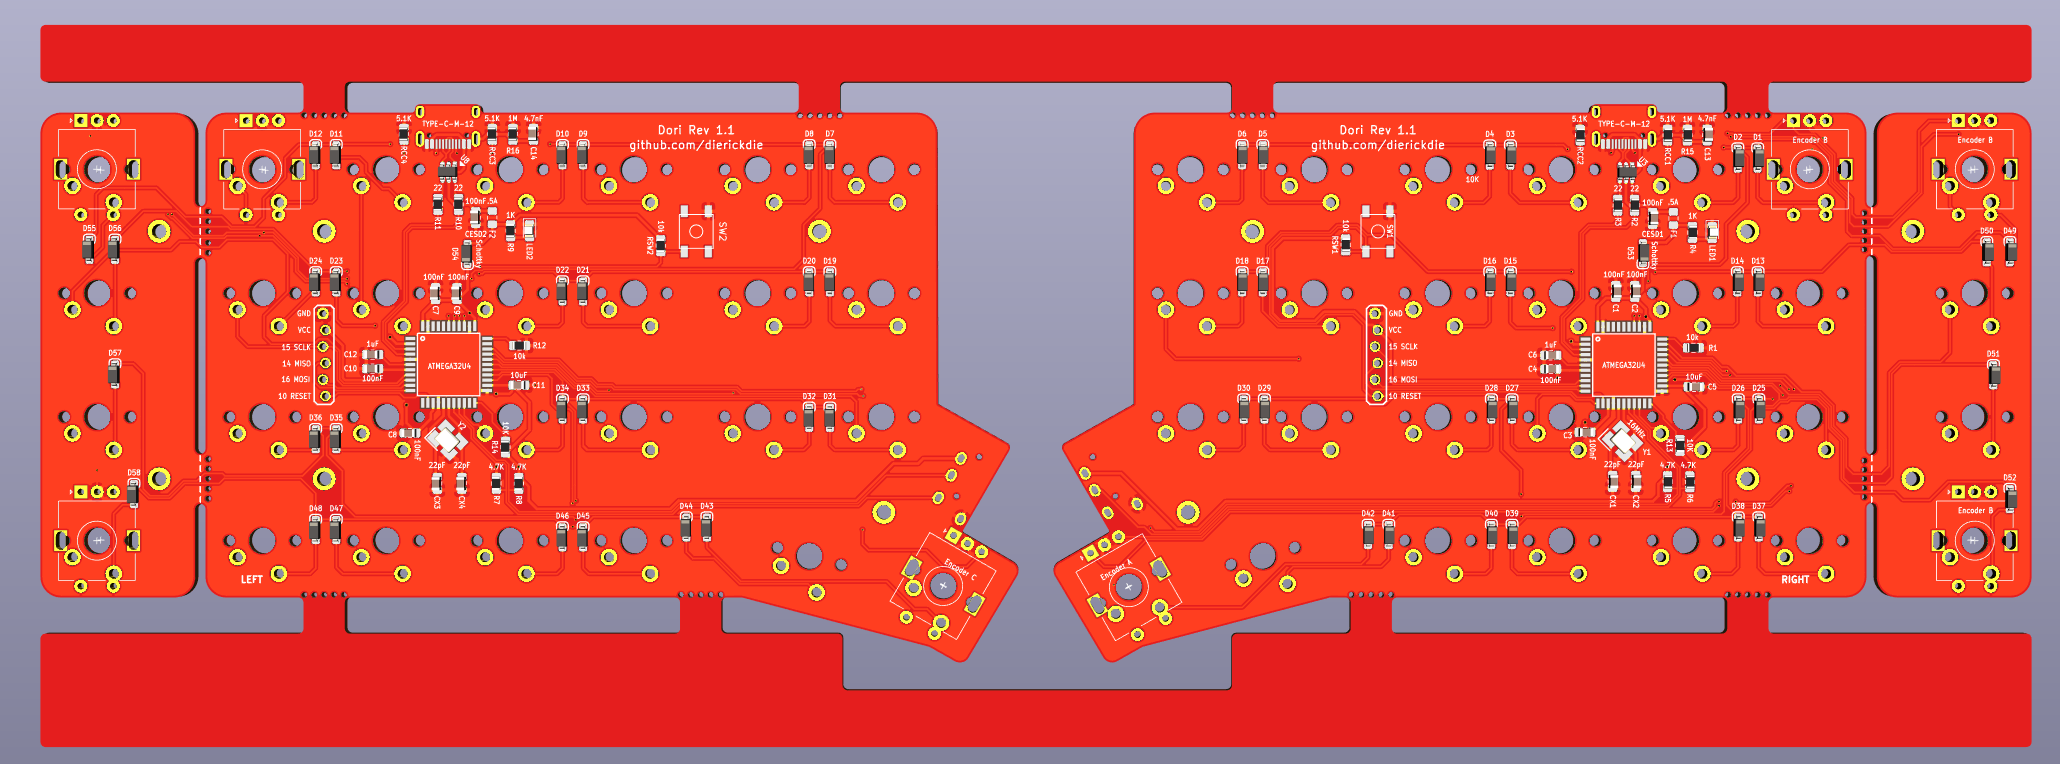 5.1K
RCC4
TYPE-C-M-12
5.1K
RCC3
1M
R16
4.7nF
C14
D12
D11
D10
D9
Dori Rev 1.1
github.com/dierickdie
D8
D7
U8
22
22
R11
R10
100nF
.5A
CESD2
F2
1K
R9
LED2
10k
RSW2
SW2
D55
D56
D54
Schottky
D24
D23
D22
D21
D20
D19
100nF
100nF
C7
C9
GND
VCC
15 SCLK
14 MISO
16 MOSI
10 RESET
1uF
C12
C10
100nF
ATMEGA32U4
10k
R12
10uF
C11
D57
D34
D33
D32
D31
D36
D35
C8
100nF
Y2
10K
R14
22pF
22pF
CX3
CX4
4.7K
4.7K
R7
R8
D58
D48
D47
D46
D45
D44
D43
Encoder C
LEFT
D6
D5
Dori Rev 1.1
github.com/dierickdie
D4
D3
10K
5.1K
RCC2
TYPE-C-M-12
5.1K
RCC1
1M
R15
4.7nF
C13
D2
D1
Encoder B
Encoder B
22
22
R3
R2
100nF
.5A
CESD1
F1
1K
R4
LED1
10k
RSW1
SW1
D53
Schottky
D50
D49
D18
D17
D16
D15
D14
D13
100nF
100nF
C1
C2
GND
VCC
15 SCLK
14 MISO
16 MOSI
10 RESET
1uF
C6
C4
100nF
ATMEGA32U4
10k
R1
10uF
C5
D51
D30
D29
D28
D27
D26
D25
C3
100nF
16MHz
Y1
R13
10K
22pF
22pF
CX1
CX2
4.7K
4.7K
R5
R6
D52
Encoder B
D42
D41
D40
D39
D38
D37
Encoder A
RIGHT